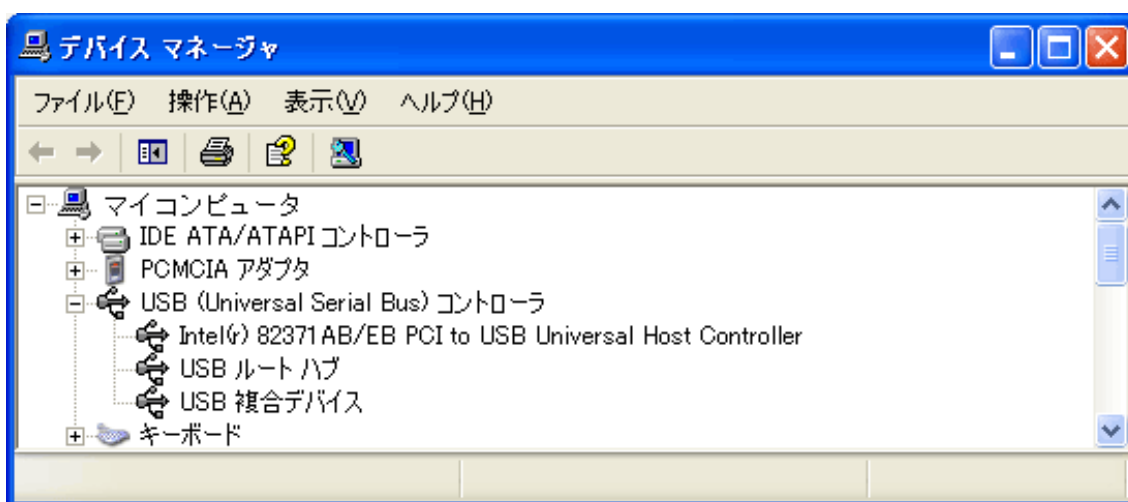 デバイス マネージャ
ファイル(F) 操作(A) 表示(V) ヘルプ(H)
マイコンピュータ
IDE ATA/ATAPI コントローラ
PCMCIA アダプタ
USB (Universal Serial Bus) コントローラ
Intel(r) 82371AB/EB PCI to USB Universal Host Controller
USB ルート ハブ
USB 複合デバイス
キーボード